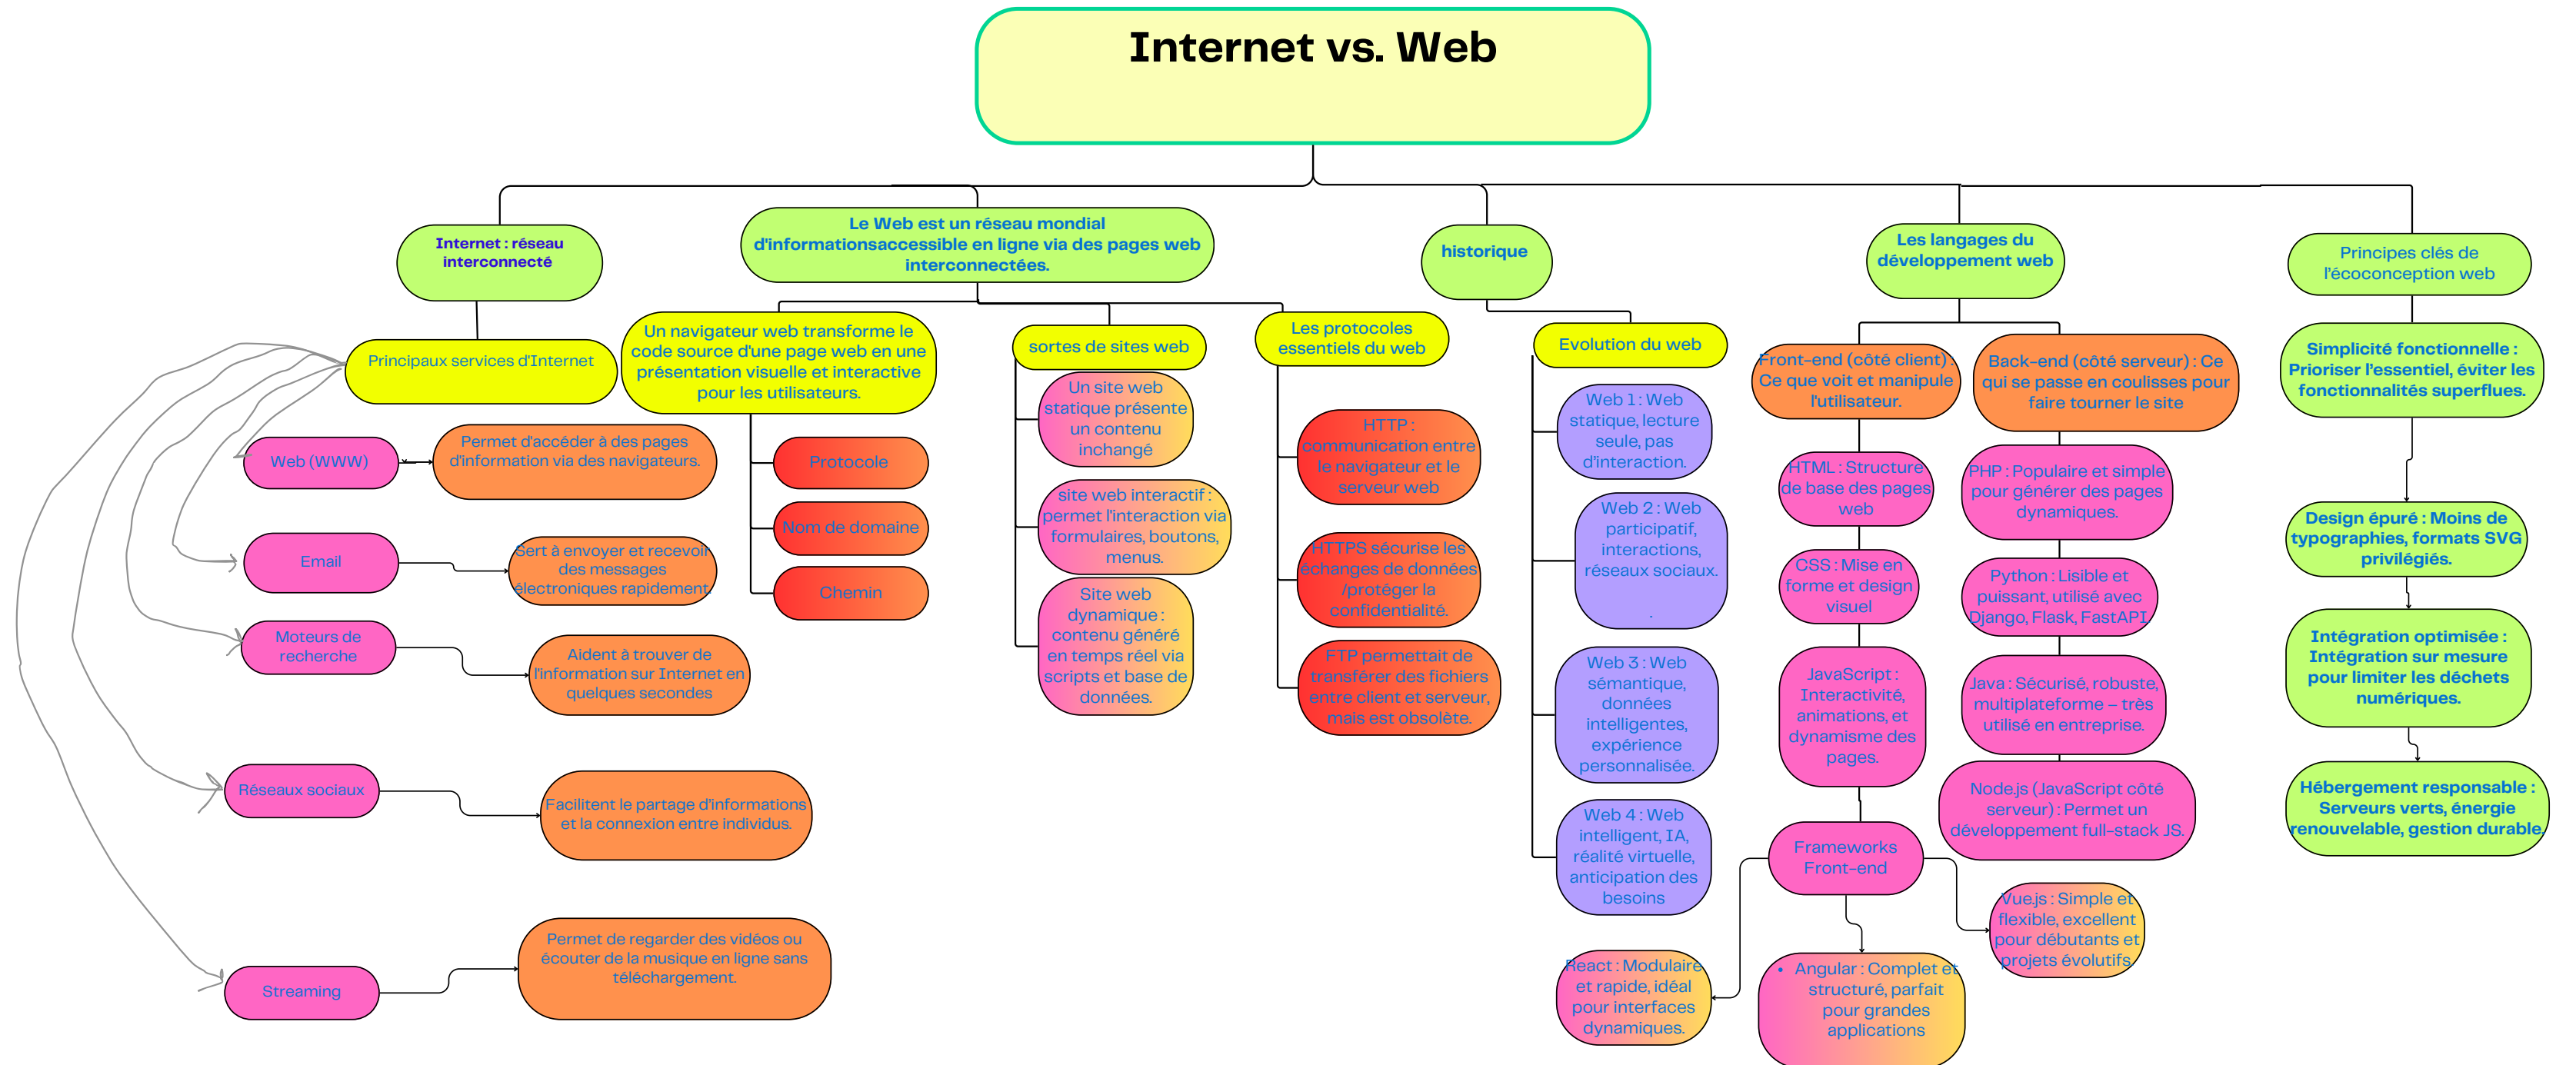 Internet vs. Web
Internet : réseau
interconnecté
Principaux services d'Internet
Web (WWW)
Permet d'accéder à des pages
d'information via des navigateurs.
Email
Sert à envoyer et recevoir
des messages
électroniques rapidement.
Moteurs de
recherche
Aident à trouver de
l'information sur Internet en
quelques secondes
Réseaux sociaux
Facilitent le partage d'informations
et la connexion entre individus.
Streaming
Permet de regarder des vidéos ou
écouter de la musique en ligne sans
téléchargement.
Le Web est un réseau mondial
d'informationsaccessible en ligne via des pages web
interconnectées.
Un navigateur web transforme le
code source d'une page web en une
présentation visuelle et interactive
pour les utilisateurs.
Protocole
Nom de domaine
Chemin
sortes de sites web
Un site web
statique présente
un contenu
inchangé
site web interactif :
permet l'interaction via
formulaires, boutons,
menus.
Site web
dynamique :
contenu généré
en temps réel via
scripts et base de
données.
Les protocoles
essentiels du web
HTTP :
communication entre
le navigateur et le
serveur web
HTTPS sécurise les
échanges de données
/protéger la
confidentialité.
FTP permettait de
transférer des fichiers
entre client et serveur,
mais est obsolète.
historique
Evolution du web
Web 1 : Web
statique, lecture
seule, pas
d'interaction.
Web 2 : Web
participatif,
interactions,
réseaux sociaux.
.
Web 3 : Web
sémantique,
données
intelligentes,
expérience
personnalisée.
Web 4 : Web
intelligent, IA,
réalité virtuelle,
anticipation des
besoins
Les langages du
développement web
Front-end (côté client) :
Ce que voit et manipule
l'utilisateur.
HTML : Structure
de base des pages
web
CSS : Mise en
forme et design
visuel
JavaScript :
Interactivité,
animations, et
dynamisme des
pages.
Frameworks
Front-end
React : Modulaire
et rapide, idéal
pour interfaces
dynamiques.
• Angular : Complet et
structuré, parfait
pour grandes
applications
Vue.js : Simple et
flexible, excellent
pour débutants et
projets évolutifs.
Back-end (côté serveur) : Ce
qui se passe en coulisses pour
faire tourner le site
PHP : Populaire et simple
pour générer des pages
dynamiques.
Python : Lisible et
puissant, utilisé avec
Django, Flask, FastAPI.
Java : Sécurisé, robuste,
multiplateforme – très
utilisé en entreprise.
Node.js (JavaScript côté
serveur) : Permet un
développement full-stack JS.
Principes clés de
l'écoconception web
Simplicité fonctionnelle :
Prioriser l'essentiel, éviter les
fonctionnalités superflues.
Design épuré : Moins de
typographies, formats SVG
privilégiés.
Intégration optimisée :
Intégration sur mesure
pour limiter les déchets
numériques.
Hébergement responsable :
Serveurs verts, énergie
renouvelable, gestion durable.